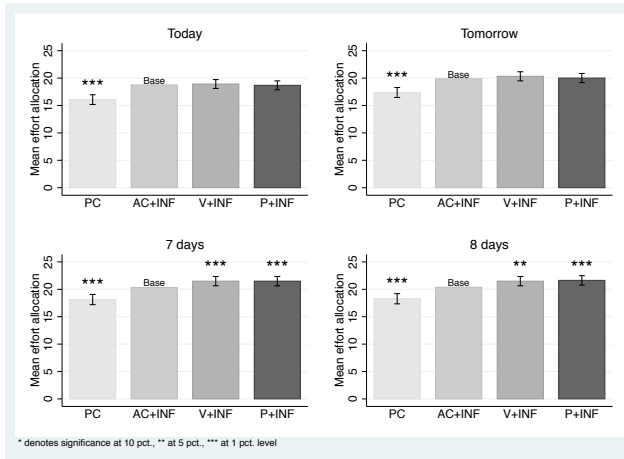 Today
Tomorrow
Mean effort allocation
0 5 10 15 20 25
***
Base
PC AC+INF V+INF P+INF
Mean effort allocation
0 5 10 15 20 25
***
Base
PC AC+INF V+INF P+INF
7 days
8 days
Mean effort allocation
0 5 10 15 20 25
***
Base
***
***
PC AC+INF V+INF P+INF
Mean effort allocation
0 5 10 15 20 25
***
Base
**
***
PC AC+INF V+INF P+INF
* denotes significance at 10 pct., ** at 5 pct., *** at 1 pct. level